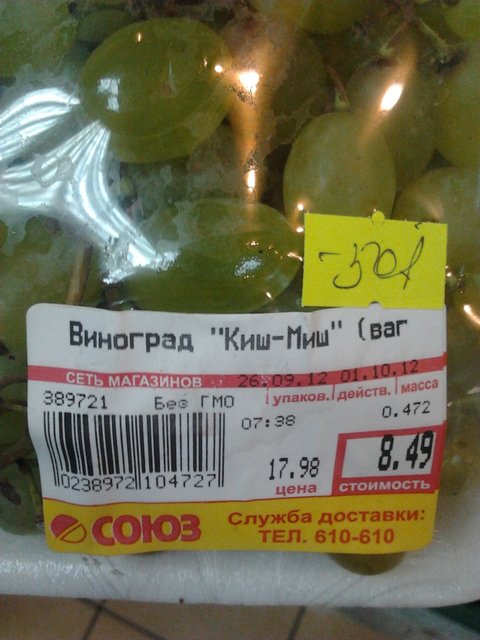 -30%
Виноград "Киш-Миш" (ваг
СЕТЬ МАГАЗИНОВ 26.09.12 01.10.12
упаков. действ. масса
389721 Без ГМО 07:38 0.472
17.98 8.49
цена СТОИМОСТЬ
0238972 104727
СОЮЗ Служба доставки:
ТЕЛ. 610-610